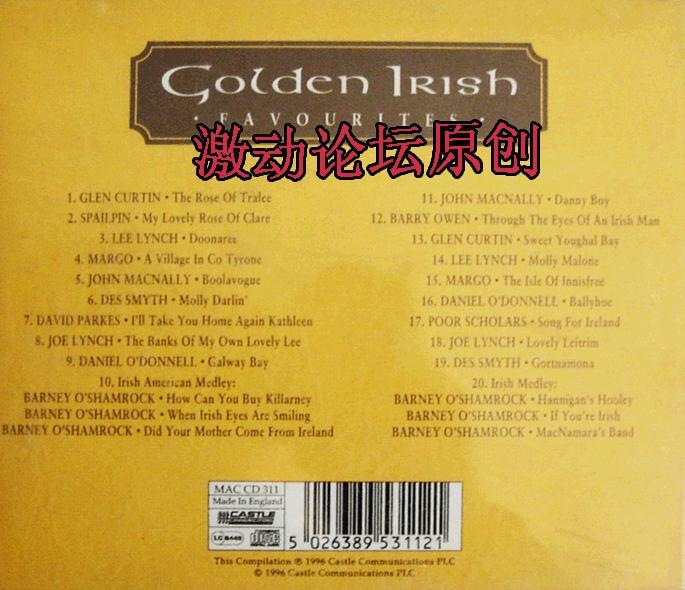 Golden Irish
· FAVOURITES ·
激动论坛原创
1. GLEN CURTIN • The Rose Of Tralee
2. SPAILPIN • My Lovely Rose Of Clare
3. LEE LYNCH • Doonaree
4. MARGO • A Village In Co Tyrone
5. JOHN MACNALLY • Boolavogue
6. DES SMYTH • Molly Darlin'
7. DAVID PARKES • I'll Take You Home Again Kathleen
8. JOE LYNCH • The Banks Of My Own Lovely Lee
9. DANIEL O'DONNELL • Galway Bay
10. Irish American Medley:
BARNEY O'SHAMROCK • How Can You Buy Killarney
BARNEY O'SHAMROCK • When Irish Eyes Are Smiling
BARNEY O'SHAMROCK • Did Your Mother Come From Ireland
11. JOHN MACNALLY • Danny Boy
12. BARRY OWEN • Through The Eyes Of An Irish Man
13. GLEN CURTIN • Sweet Youghal Bay
14. LEE LYNCH • Molly Malone
15. MARGO • The Isle Of Innisfree
16. DANIEL O'DONNELL • Ballyhoe
17. POOR SCHOLARS • Song For Ireland
18. JOE LYNCH • Lovely Leitrim
19. DES SMYTH • Gortnamona
20. Irish Medley:
BARNEY O'SHAMROCK • Hannigan's Hooley
BARNEY O'SHAMROCK • If You're Irish
BARNEY O'SHAMROCK • MacNamara's Band
MAC CD 311
Made In England
CASTLE
COMMUNICATIONS
LC 6448
disc
5 026389 531121
This Compilation ℗ 1996 Castle Communications PLC
© 1996 Castle Communications PLC